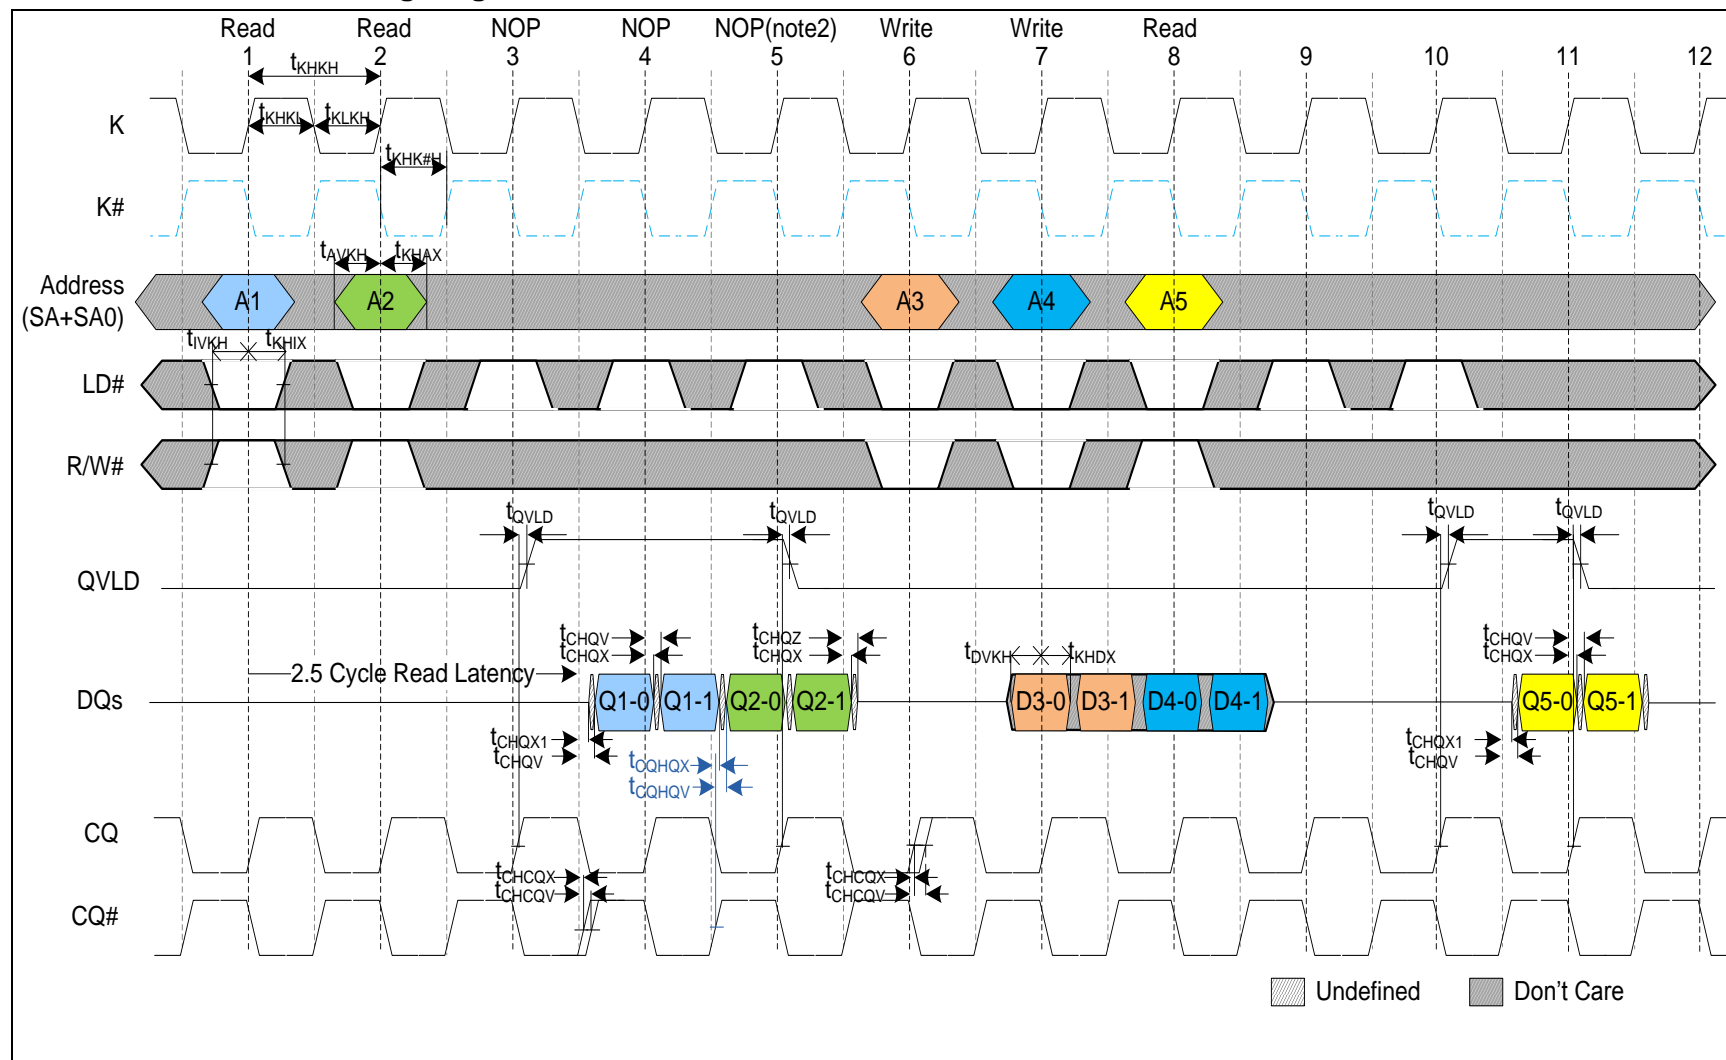 Read Read NOP NOP NOP(note2) Write Write Read
1 2 3 4 5 6 7 8 9 10 11 12
tKHKH
K
tKHKL tKLKH
tKHK#H
K#
tAVKH tKHAX
Address
(SA+SA0)
A1 A2 A3 A4 A5
tIVKH tKHIX
LD#
R/W#
tQVLD tQVLD tQVLD tQVLD
QVLD
tCHQV tCHQZ tCHQV
tCHQX tCHQX tDVKH tKHDX tCHQX
2.5 Cycle Read Latency
DQs
Q1-0 Q1-1 Q2-0 Q2-1 D3-0 D3-1 D4-0 D4-1 Q5-0 Q5-1
tCHQX1 tCHQX1
tCHQV tCHQV
tCQHQX
tCQHQV
CQ
tCHCQX tCHCQX
tCHCQV tCHCQV
CQ#
Undefined Don't Care